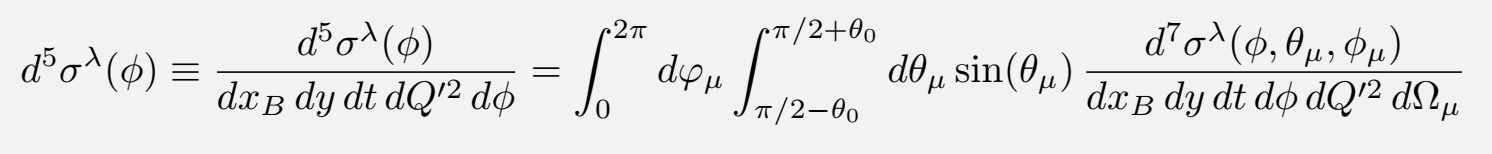 $d^5\sigma^\lambda(\phi) \equiv \frac{d^5\sigma^\lambda(\phi)}{dx_B\, dy\, dt\, dQ'^2\, d\phi} = \int_0^{2\pi} d\varphi_\mu \int_{\pi/2-\theta_0}^{\pi/2+\theta_0} d\theta_\mu \sin(\theta_\mu)\, \frac{d^7\sigma^\lambda(\phi, \theta_\mu, \phi_\mu)}{dx_B\, dy\, dt\, d\phi\, dQ'^2\, d\Omega_\mu}$